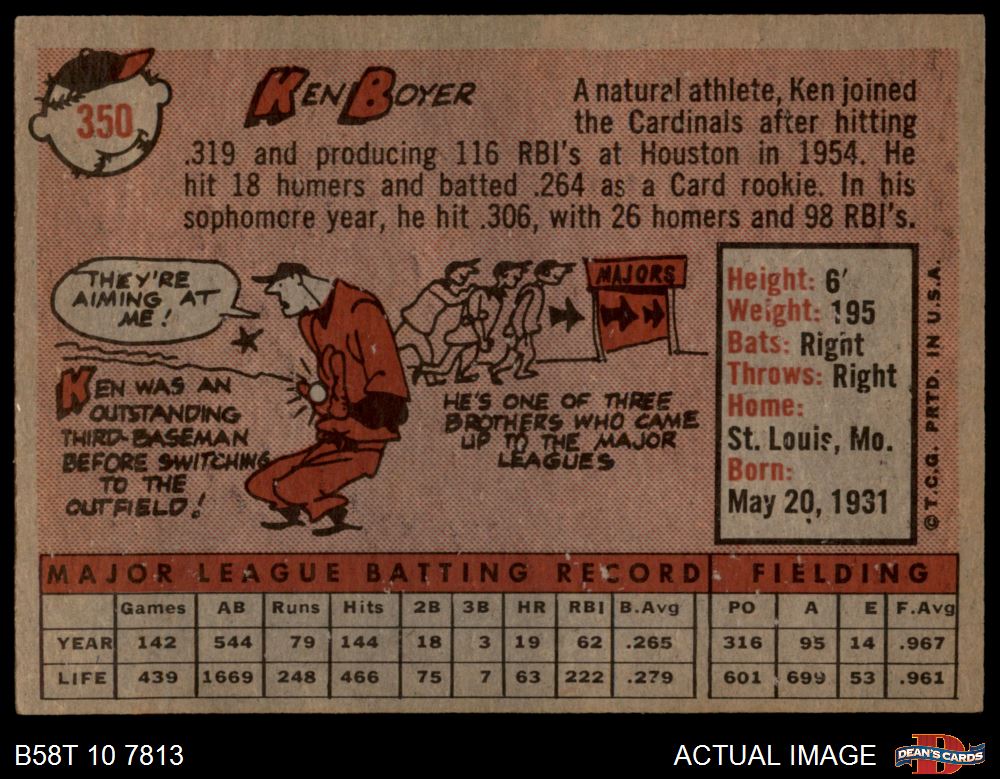 350
KEN BOYER
A natural athlete, Ken joined
the Cardinals after hitting
.319 and producing 116 RBI's at Houston in 1954. He
hit 18 homers and batted .264 as a Card rookie. In his
sophomore year, he hit .306, with 26 homers and 98 RBI's.
THEY'RE
AIMING AT
ME!
KEN WAS AN
OUTSTANDING
THIRD-BASEMAN
BEFORE SWITCHING
TO THE
OUTFIELD!
MAJORS
HE'S ONE OF THREE
BROTHERS WHO CAME
UP TO THE MAJOR
LEAGUES
Height: 6'
Weight: 195
Bats: Right
Throws: Right
Home:
St. Louis, Mo.
Born:
May 20, 1931
© T.C.G. PRTD. IN U.S.A.
MAJOR LEAGUE BATTING RECORD FIELDING
Games AB Runs Hits 2B 3B HR RBI B.Avg PO A E F.Avg
YEAR 142 544 79 144 18 3 19 62 .265 316 95 14 .967
LIFE 439 1669 248 466 75 7 63 222 .279 601 699 53 .961
B58T 10 7813 ACTUAL IMAGE DEAN'S CARDS